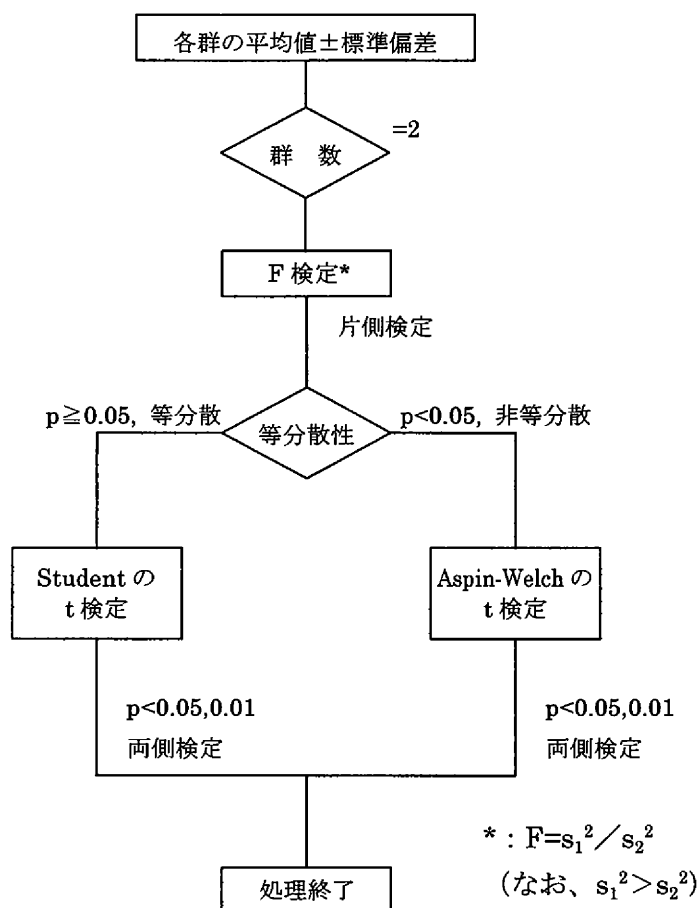 各群の平均値±標準偏差
=2
群　数
F 検定*
片側検定
p≧0.05, 等分散
p<0.05, 非等分散
等分散性
Student の
t 検定
Aspin-Welch の
t 検定
p<0.05,0.01
両側検定
p<0.05,0.01
両側検定
*：F=s₁²／s₂²
(なお、s₁²>s₂²)
処理終了